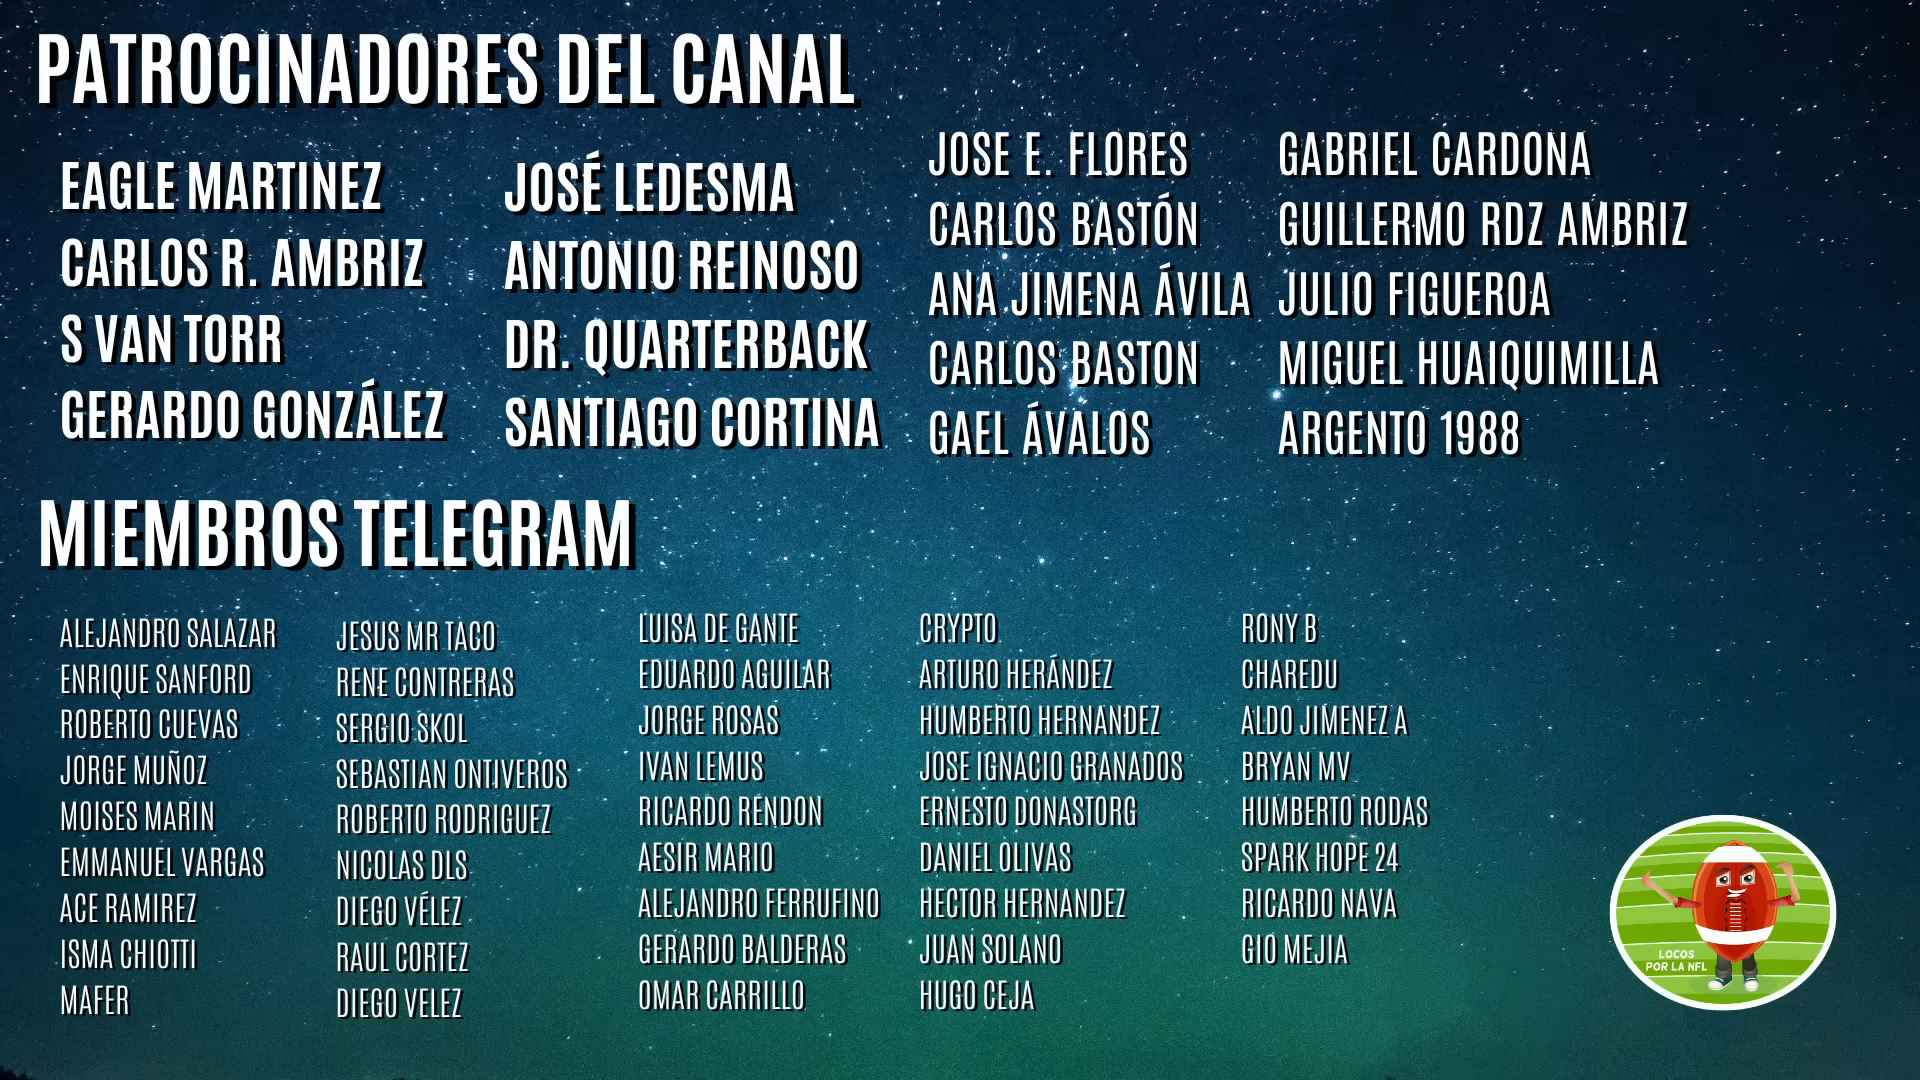 PATROCINADORES DEL CANAL
EAGLE MARTINEZ
CARLOS R. AMBRIZ
S VAN TORR
GERARDO GONZÁLEZ
JOSÉ LEDESMA
ANTONIO REINOSO
DR. QUARTERBACK
SANTIAGO CORTINA
JOSE E. FLORES
CARLOS BASTÓN
ANA JIMENA ÁVILA
CARLOS BASTON
GAEL ÁVALOS
GABRIEL CARDONA
GUILLERMO RDZ AMBRIZ
JULIO FIGUEROA
MIGUEL HUAIQUIMILLA
ARGENTO 1988
MIEMBROS TELEGRAM
ALEJANDRO SALAZAR
ENRIQUE SANFORD
ROBERTO CUEVAS
JORGE MUÑOZ
MOISES MARIN
EMMANUEL VARGAS
ACE RAMIREZ
ISMA CHIOTTI
MAFER
JESUS MR TACO
RENE CONTRERAS
SERGIO SKOL
SEBASTIAN ONTIVEROS
ROBERTO RODRIGUEZ
NICOLAS DLS
DIEGO VÉLEZ
RAUL CORTEZ
DIEGO VELEZ
LUISA DE GANTE
EDUARDO AGUILAR
JORGE ROSAS
IVAN LEMUS
RICARDO RENDON
AESIR MARIO
ALEJANDRO FERRUFINO
GERARDO BALDERAS
OMAR CARRILLO
CRYPTO
ARTURO HERÁNDEZ
HUMBERTO HERNANDEZ
JOSE IGNACIO GRANADOS
ERNESTO DONASTORG
DANIEL OLIVAS
HECTOR HERNANDEZ
JUAN SOLANO
HUGO CEJA
RONY B
CHAREDU
ALDO JIMENEZ A
BRYAN MV
HUMBERTO RODAS
SPARK HOPE 24
RICARDO NAVA
GIO MEJIA
LOCOS
POR LA NFL